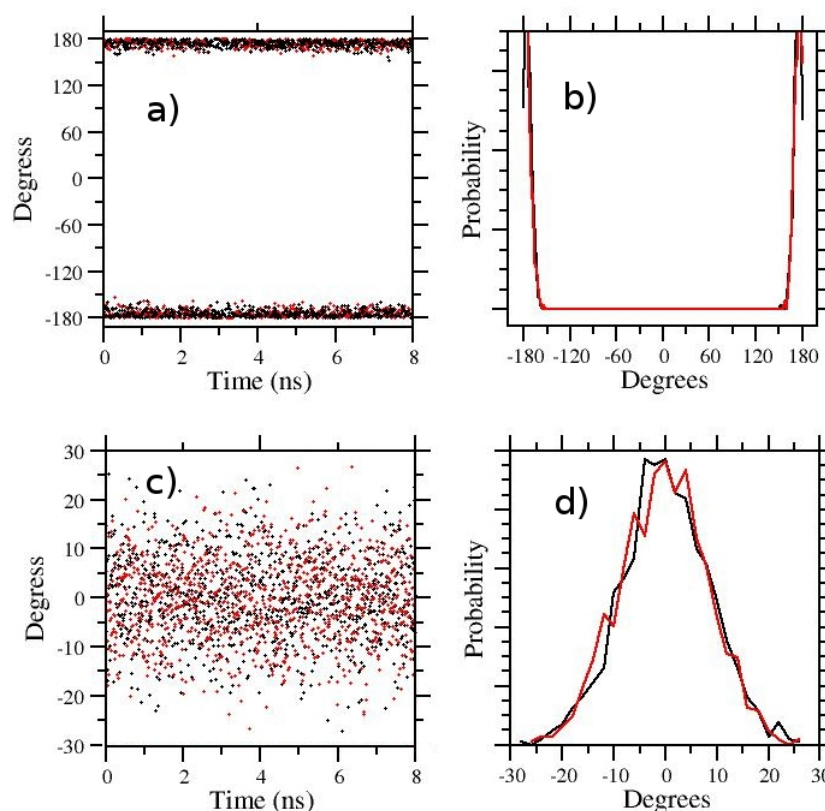 180
120
60
0
-60
-120
-180
Degress
a)
0 2 4 6 8
Time (ns)
Probability
b)
-180 -120 -60 0 60 120 180
Degrees
30
20
10
0
-10
-20
-30
Degress
c)
0 2 4 6 8
Time (ns)
Probability
d)
-30 -20 -10 0 10 20 30
Degrees